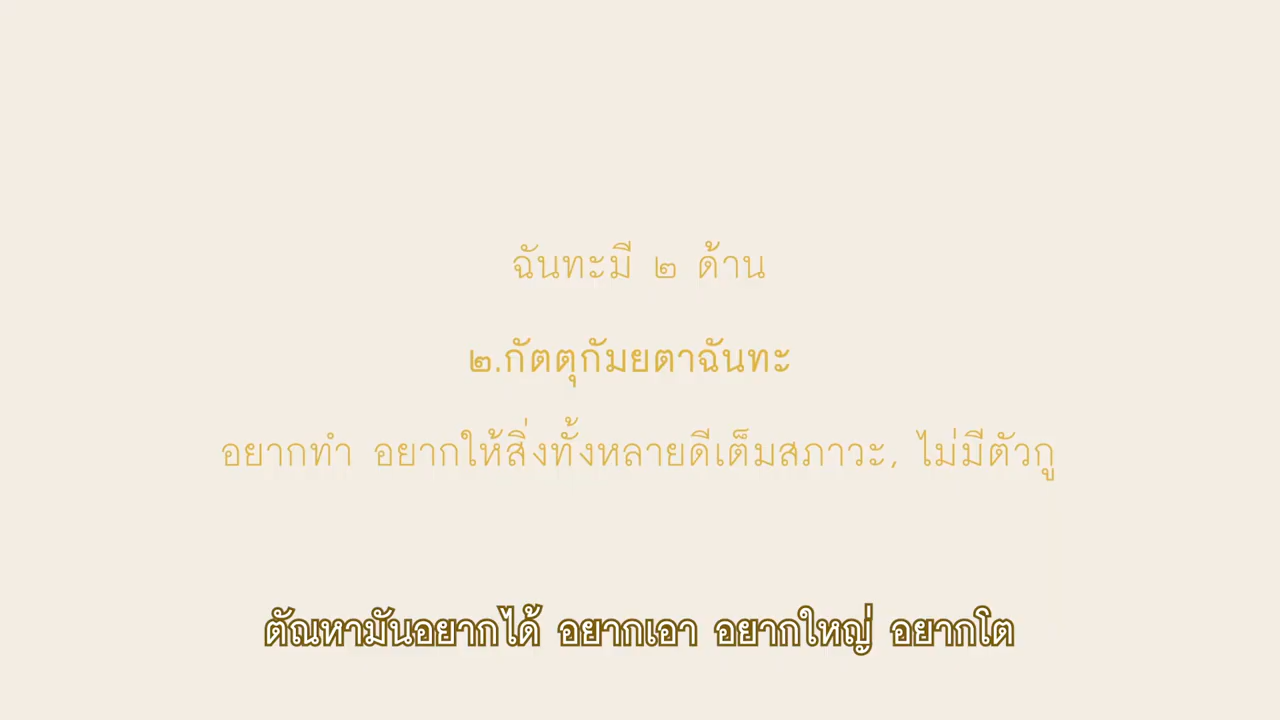 ฉันทะมี ๒ ด้าน
๒.กัตตุกัมยตาฉันทะ
อยากทำ อยากให้สิ่งทั้งหลายดีเต็มสภาวะ, ไม่มีตัวกู
ตัณหามันอยากได้ อยากเอา อยากใหญ่ อยากโต